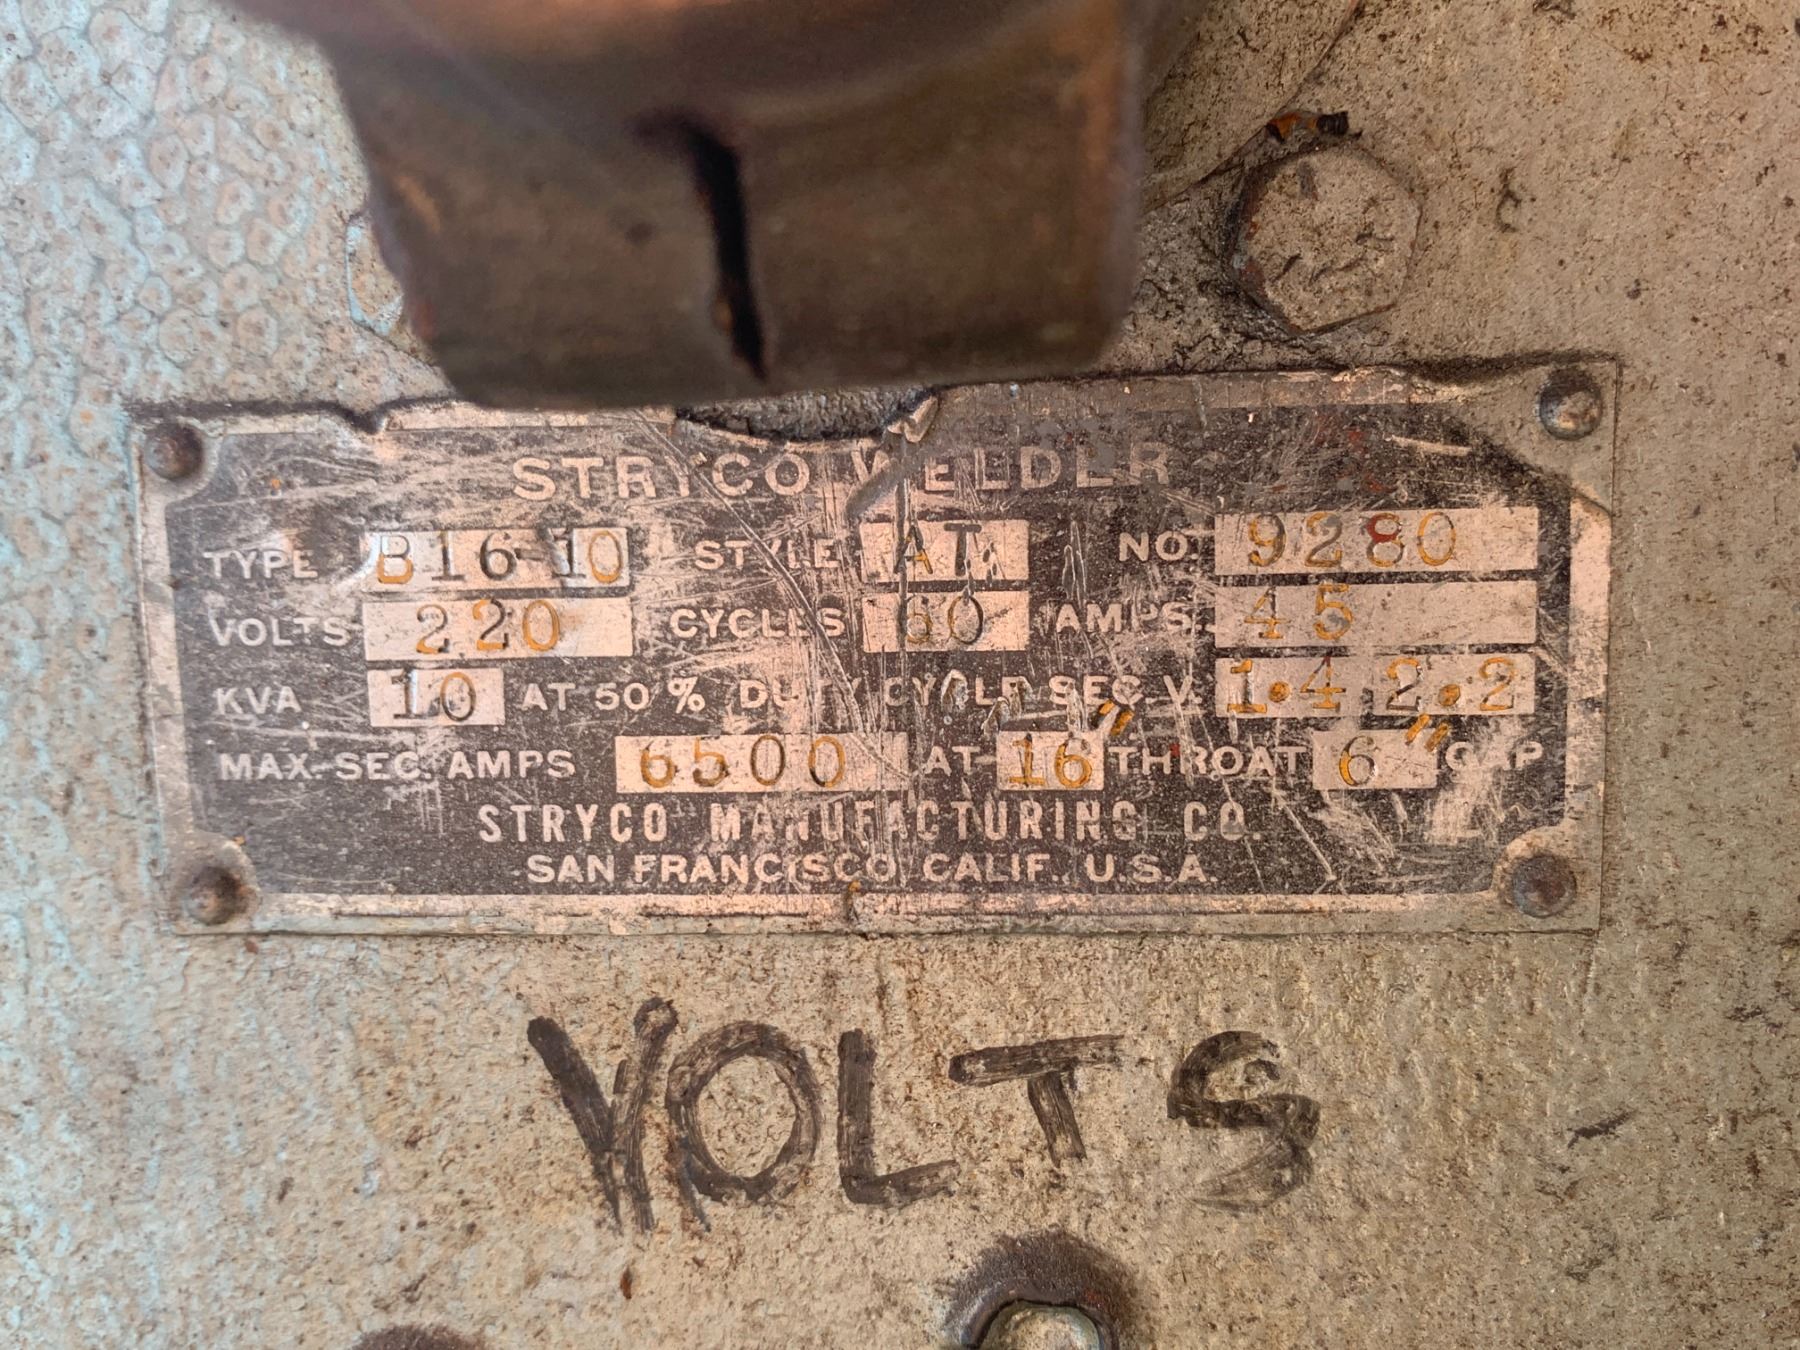 STRYCO WELDER
TYPE B16-10 STYLE AT NO. 9280
VOLTS 220 CYCLES 60 AMPS. 45
KVA 10 AT 50 % DUTY CYCLE SEC. V. 1.4 2.2
MAX. SEC. AMPS 6500 AT 16" THROAT 6" GAP
STRYCO MANUFACTURING CO.
SAN FRANCISCO, CALIF., U.S.A.
VOLTS